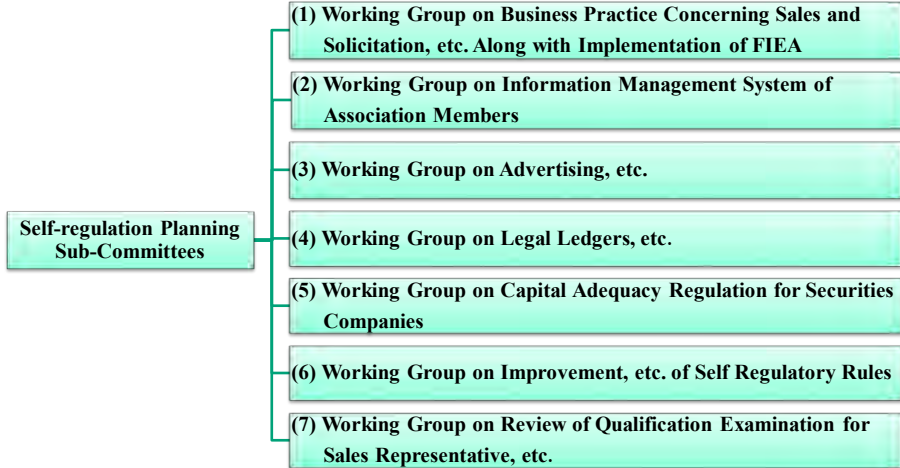 (1) Working Group on Business Practice Concerning Sales and
Solicitation, etc. Along with Implementation of FIEA
(2) Working Group on Information Management System of
Association Members
(3) Working Group on Advertising, etc.
Self-regulation Planning
Sub-Committees
(4) Working Group on Legal Ledgers, etc.
(5) Working Group on Capital Adequacy Regulation for Securities
Companies
(6) Working Group on Improvement, etc. of Self Regulatory Rules
(7) Working Group on Review of Qualification Examination for
Sales Representative, etc.